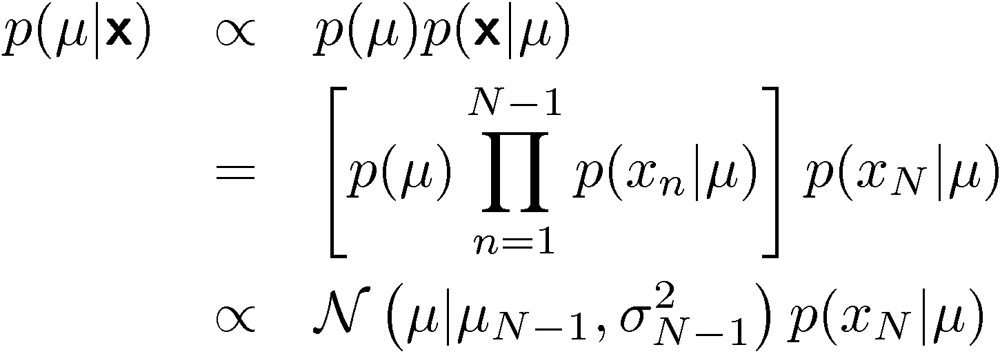 p(μ|𝐱) ∝ p(μ)p(𝐱|μ)
= [p(μ) ∏_{n=1}^{N−1} p(x_n|μ)] p(x_N|μ)
∝ 𝒩(μ|μ_{N−1}, σ²_{N−1}) p(x_N|μ)